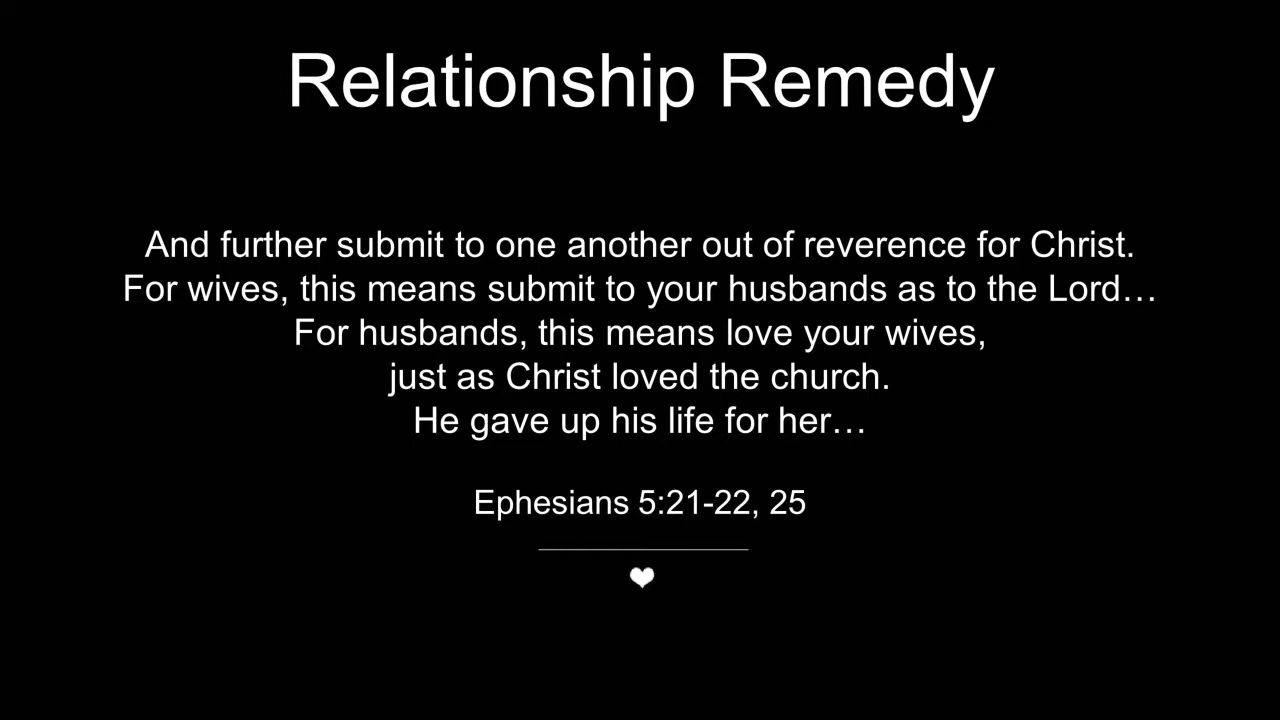 Relationship Remedy
And further submit to one another out of reverence for Christ.
For wives, this means submit to your husbands as to the Lord…
For husbands, this means love your wives,
just as Christ loved the church.
He gave up his life for her…
Ephesians 5:21-22, 25